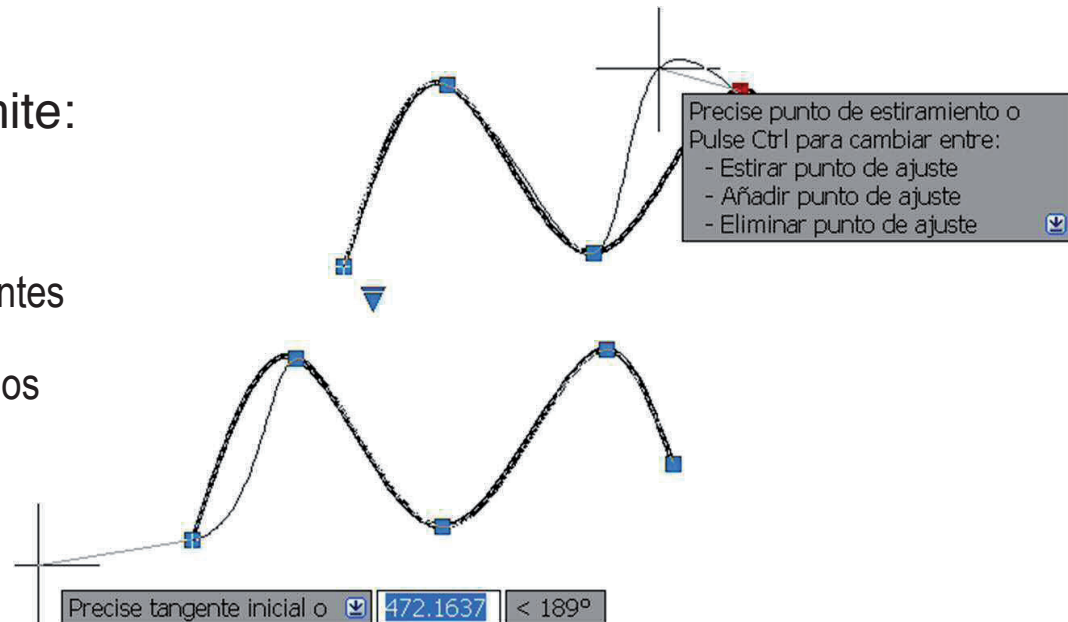 nite:
ntes
os
Precise punto de estiramiento o
Pulse Ctrl para cambiar entre:
- Estirar punto de ajuste
- Añadir punto de ajuste
- Eliminar punto de ajuste
Precise tangente inicial o 472.1637 < 189º